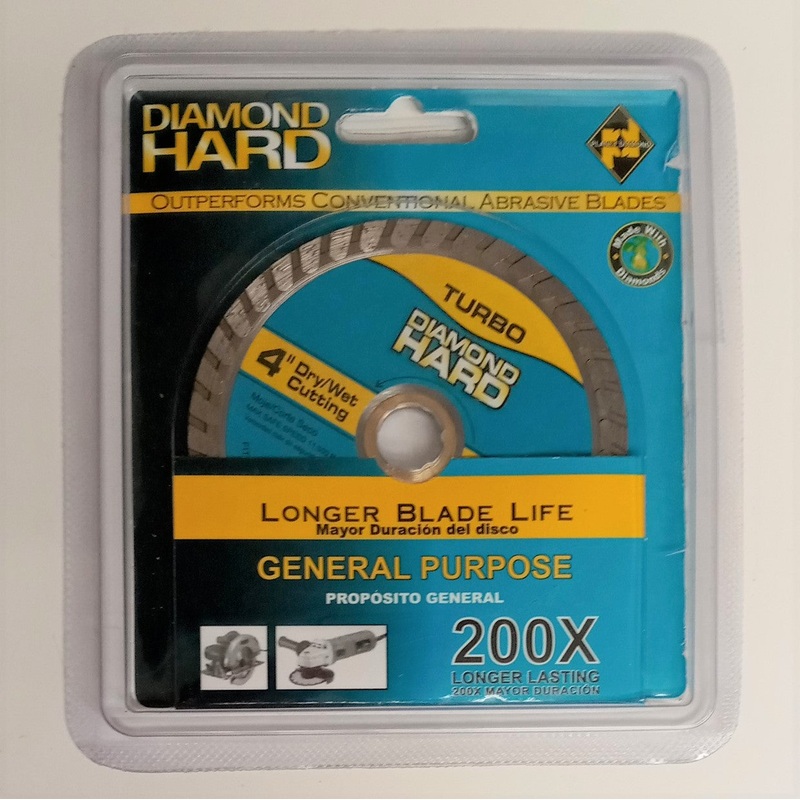 DIAMOND
HARD
OUTPERFORMS CONVENTIONAL ABRASIVE BLADES
Made With
Diamonds
TURBO
DIAMOND
HARD
4" Dry/Wet
Cutting
LONGER BLADE LIFE
Mayor Duración del disco
GENERAL PURPOSE
PROPÓSITO GENERAL
200X
LONGER LASTING
200X MAYOR DURACIÓN